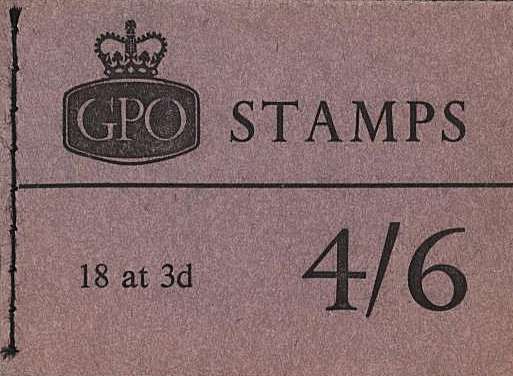 GPO STAMPS
18 at 3d 4/6